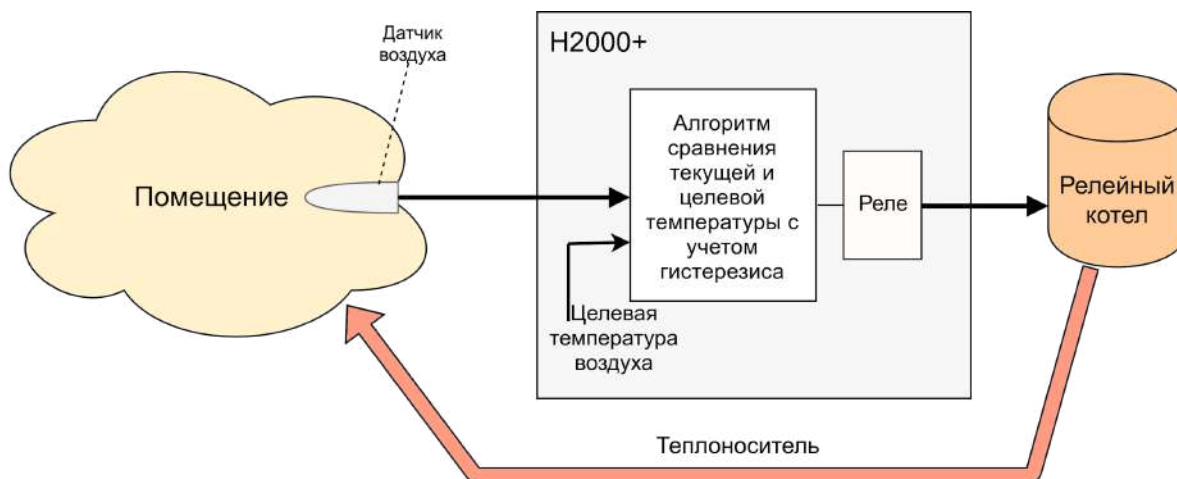 Датчик
воздуха
H2000+
Помещение
Алгоритм
сравнения
текущей и
целевой
температуры с
учетом
гистерезиса
Реле
Релейный
котел
Целевая
температура
воздуха
Теплоноситель